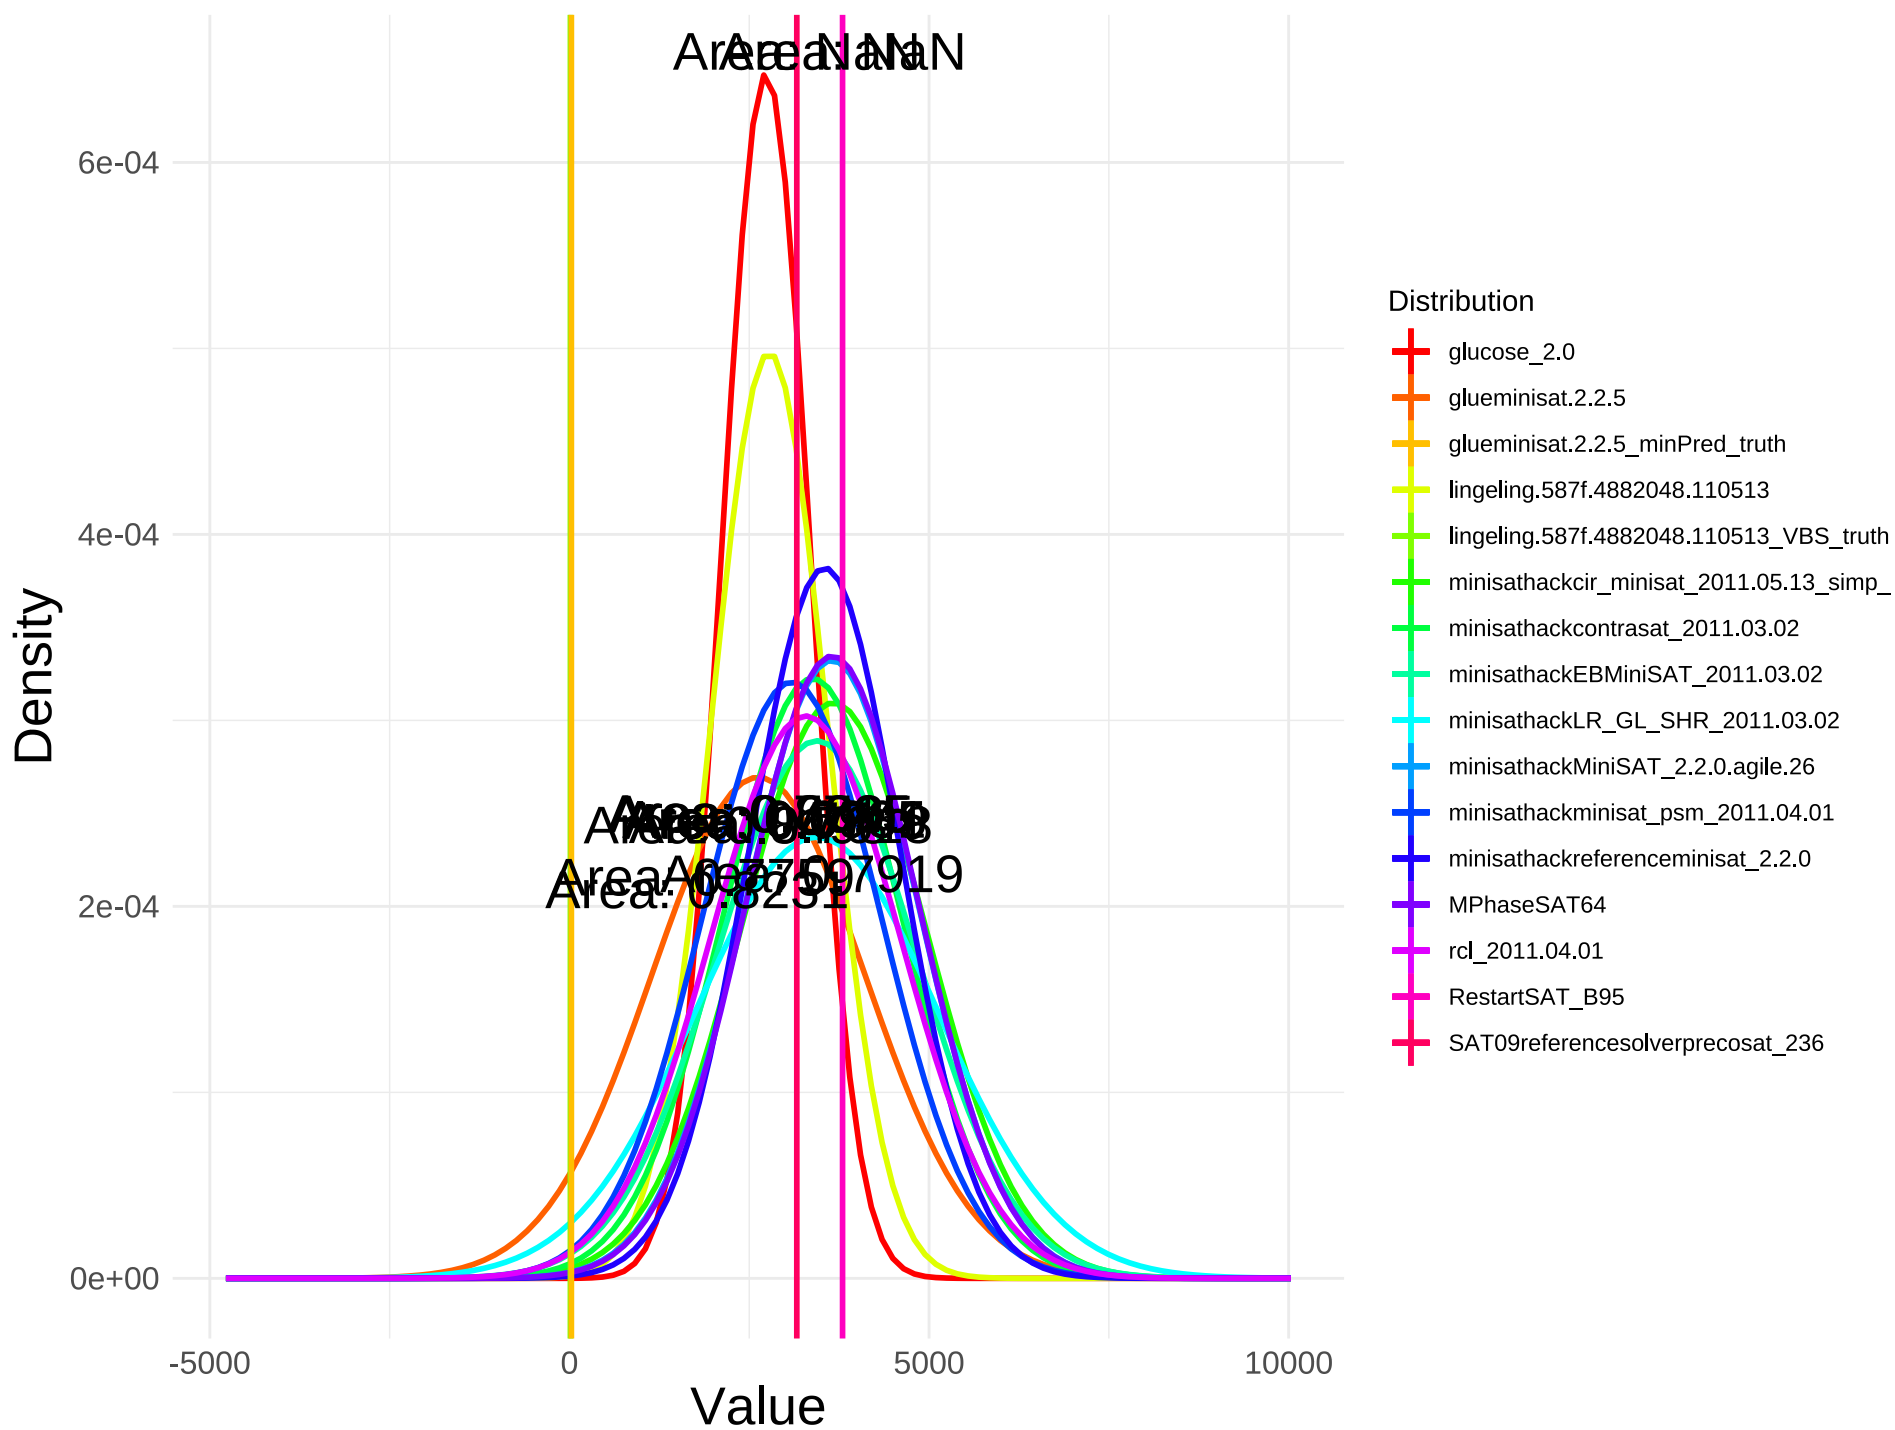 Area: NaN
Area: NaN
6e-04
4e-04
2e-04
0e+00
Density
Area: 0.7919
Area: 0.8231
-5000
0
5000
10000
Value
Distribution
glucose_2.0
glueminisat.2.2.5
glueminisat.2.2.5_minPred_truth
lingeling.587f.4882048.110513
lingeling.587f.4882048.110513_VBS_truth
minisathackcir_minisat_2011.05.13_simp_
minisathackcontrasat_2011.03.02
minisathackEBMiniSAT_2011.03.02
minisathackLR_GL_SHR_2011.03.02
minisathackMiniSAT_2.2.0.agile.26
minisathackminisat_psm_2011.04.01
minisathackreferenceminisat_2.2.0
MPhaseSAT64
rcl_2011.04.01
RestartSAT_B95
SAT09referencesolverprecosat_236